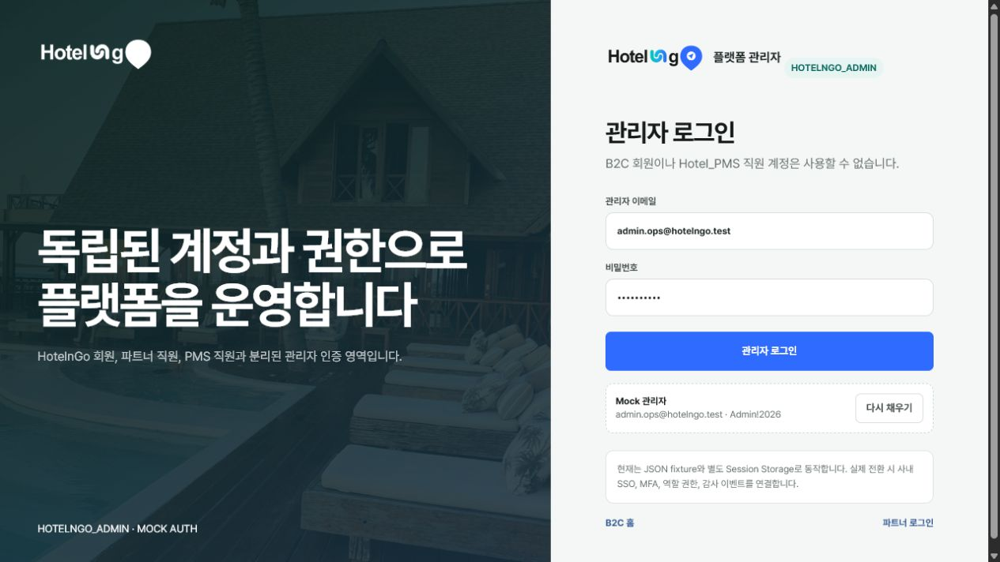 Hotel g
독립된 계정과 권한으로
플랫폼을 운영합니다
HotelnGo 회원, 파트너 직원, PMS 직원과 분리된 관리자 인증 영역입니다.
HOTELNGO_ADMIN · MOCK AUTH
Hotel g 플랫폼 관리자 HOTELNGO_ADMIN
관리자 로그인
B2C 회원이나 Hotel_PMS 직원 계정은 사용할 수 없습니다.
관리자 이메일
admin.ops@hotelngo.test
비밀번호
••••••••••
관리자 로그인
Mock 관리자
admin.ops@hotelngo.test · Admin!2026
다시 채우기
현재는 JSON fixture와 별도 Session Storage로 동작합니다. 실제 전환 시 사내
SSO, MFA, 역할 권한, 감사 이벤트를 연결합니다.
B2C 홈
파트너 로그인